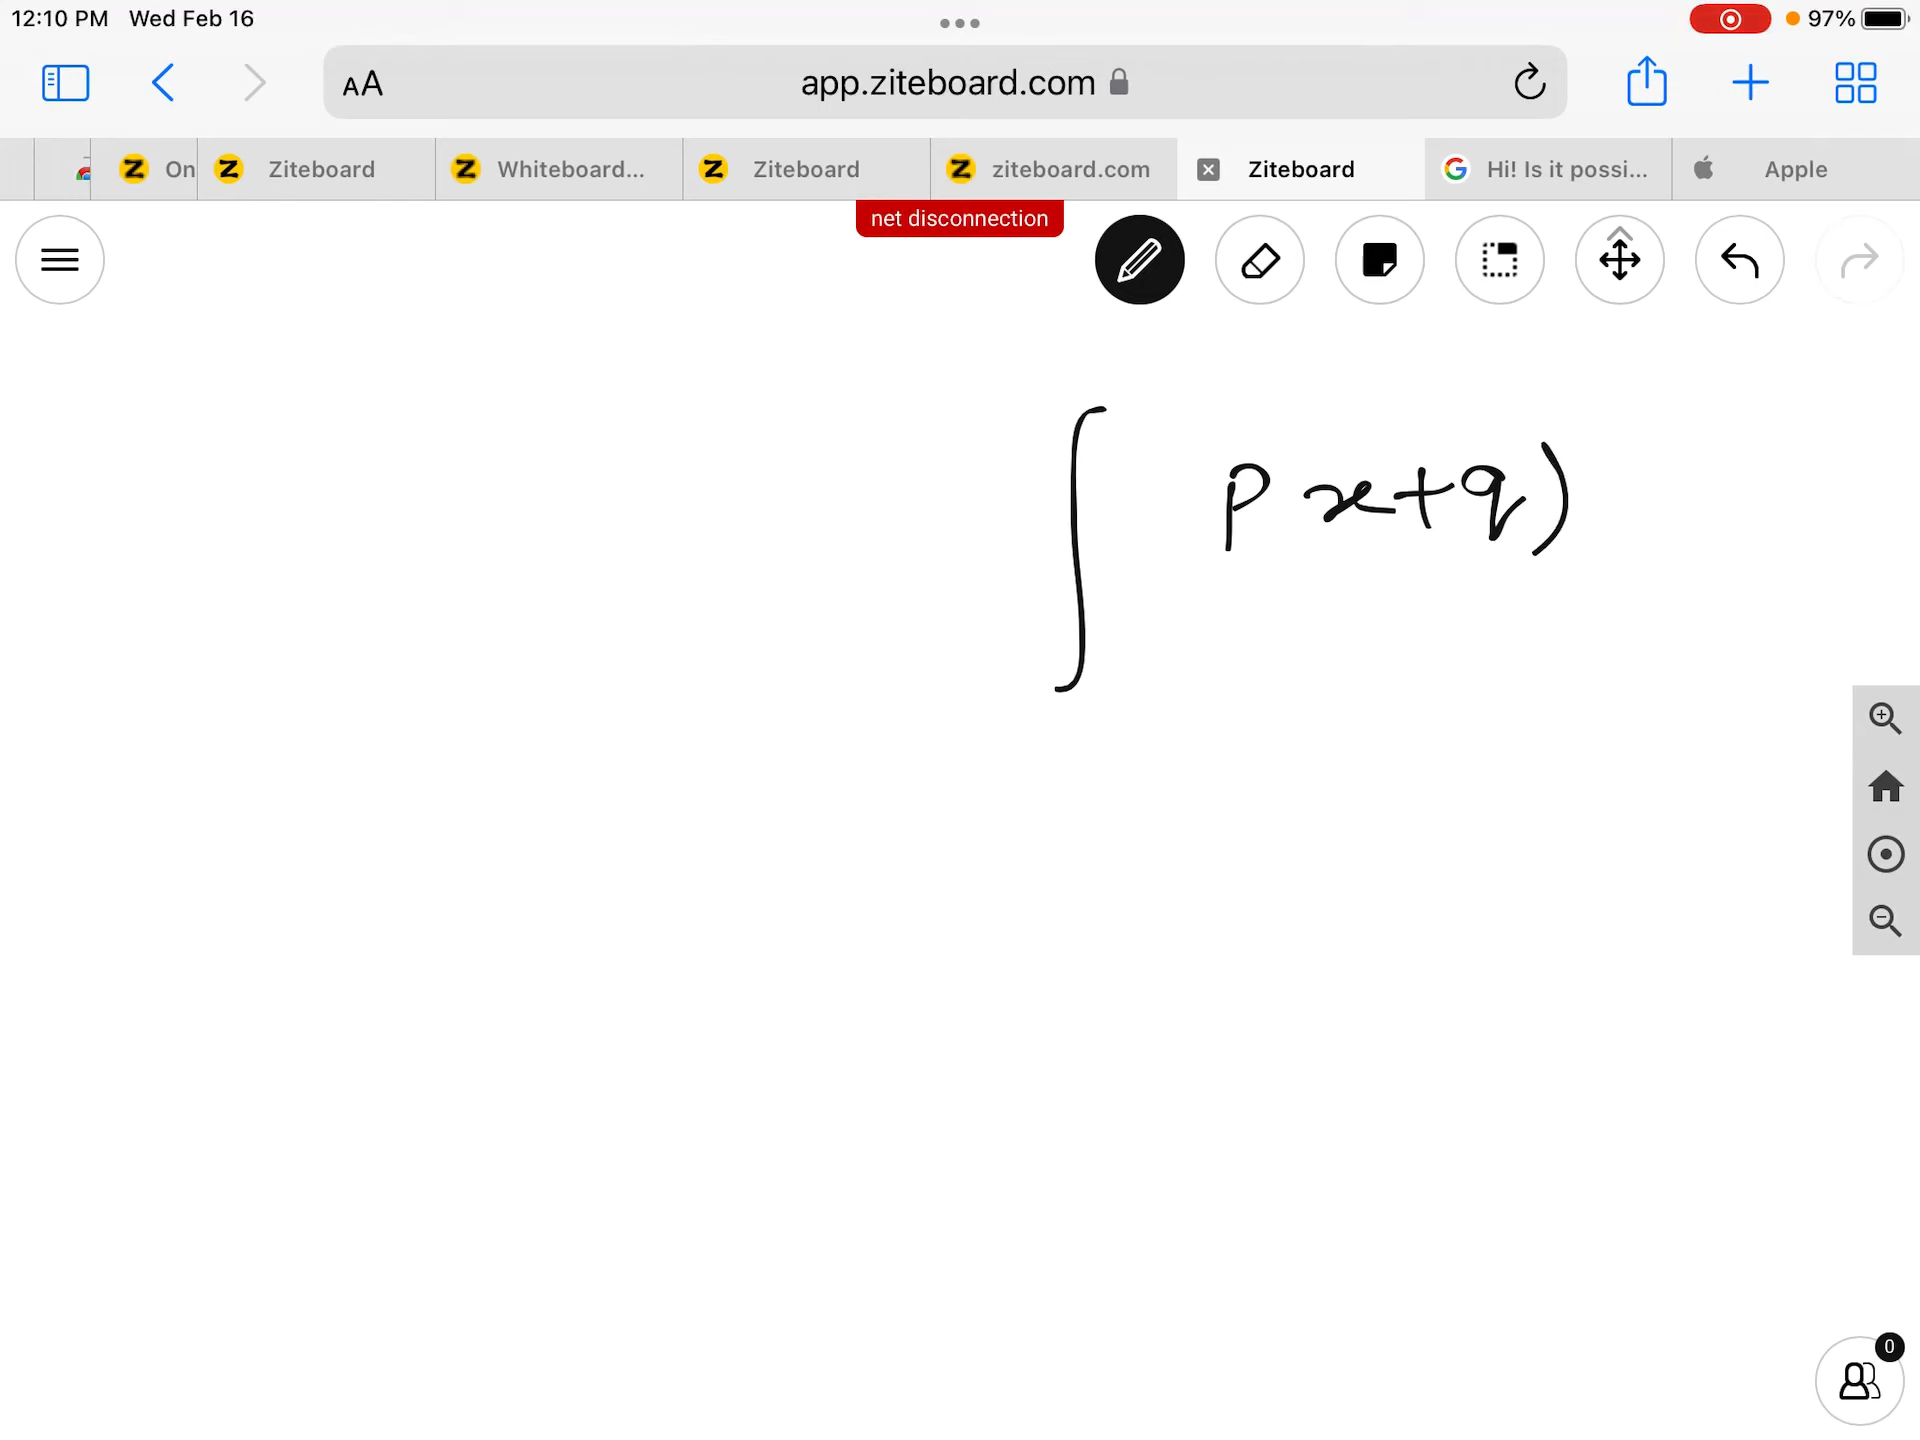 12:10 PM Wed Feb 16
97%
AA app.ziteboard.com
On Ziteboard Whiteboard... Ziteboard ziteboard.com Ziteboard Hi! Is it possi... Apple
net disconnection
∫ px+q)
0